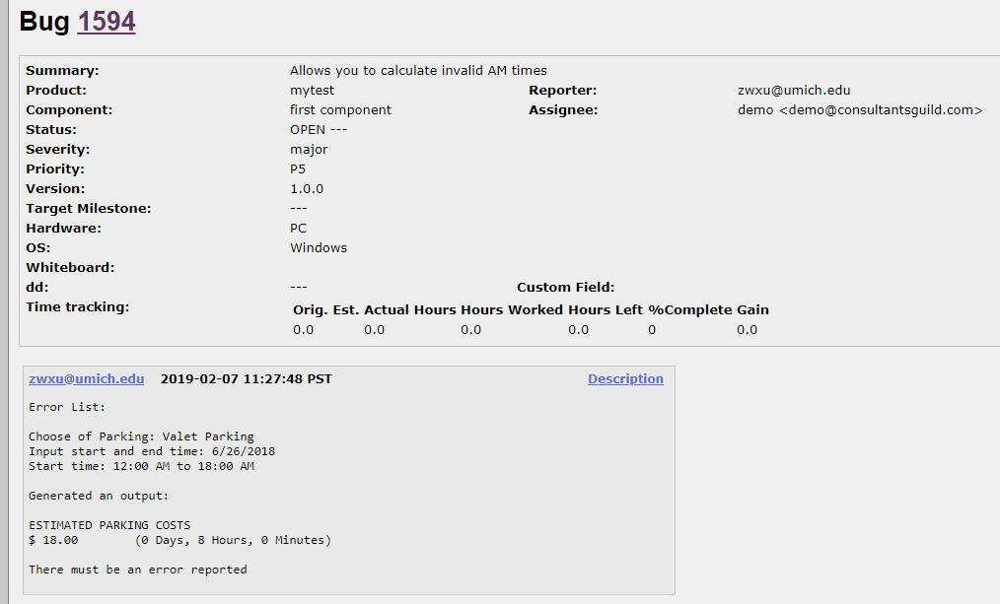 Bug 1594
Summary: Allows you to calculate invalid AM times
Product: mytest Reporter: zwxu@umich.edu
Component: first component Assignee: demo <demo@consultantsguild.com>
Status: OPEN ---
Severity: major
Priority: P5
Version: 1.0.0
Target Milestone: ---
Hardware: PC
OS: Windows
Whiteboard:
dd: --- Custom Field:
Time tracking: Orig. Est. Actual Hours Hours Worked Hours Left %Complete Gain
0.0 0.0 0.0 0.0 0 0.0
zwxu@umich.edu 2019-02-07 11:27:48 PST Description
Error List:
Choose of Parking: Valet Parking
Input start and end time: 6/26/2018
Start time: 12:00 AM to 18:00 AM
Generated an output:
ESTIMATED PARKING COSTS
$ 18.00 (0 Days, 8 Hours, 0 Minutes)
There must be an error reported